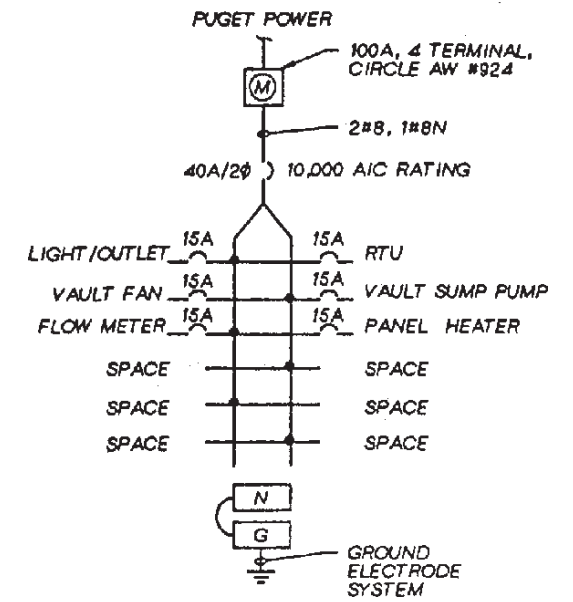 PUGET POWER
100A, 4 TERMINAL,
CIRCLE AW #924
M
2#8, 1#8N
40A/2Φ 10,000 AIC RATING
15A 15A
LIGHT/OUTLET RTU
15A 15A
VAULT FAN VAULT SUMP PUMP
15A 15A
FLOW METER PANEL HEATER
SPACE SPACE
SPACE SPACE
SPACE SPACE
N
G
GROUND
ELECTRODE
SYSTEM